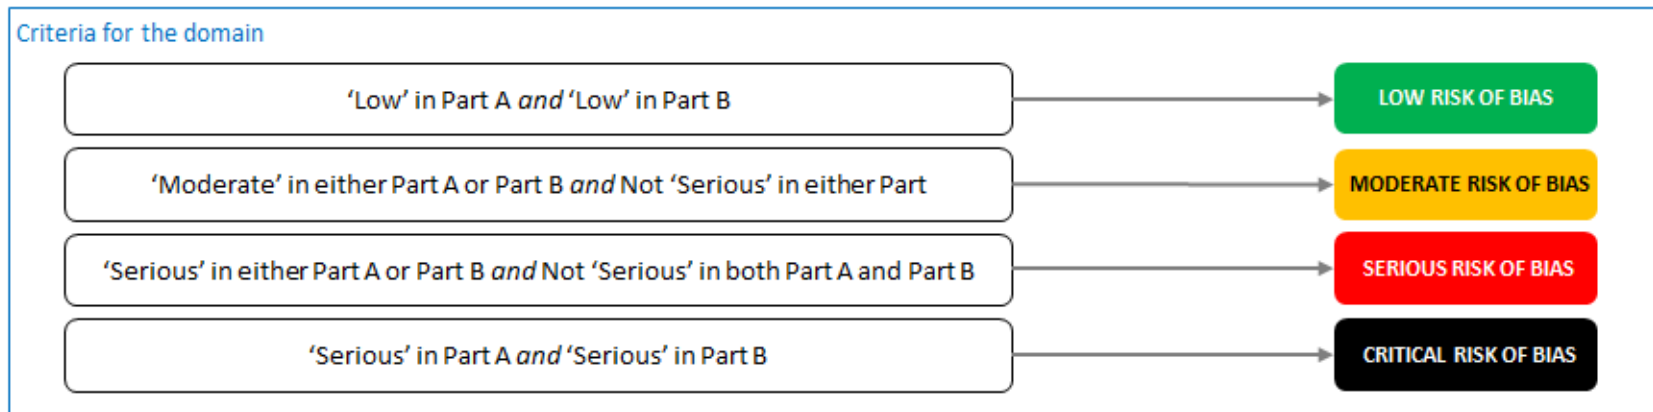 Criteria for the domain
‘Low’ in Part A and ‘Low’ in Part B
LOW RISK OF BIAS
‘Moderate’ in either Part A or Part B and Not ‘Serious’ in either Part
MODERATE RISK OF BIAS
‘Serious’ in either Part A or Part B and Not ‘Serious’ in both Part A and Part B
SERIOUS RISK OF BIAS
‘Serious’ in Part A and ‘Serious’ in Part B
CRITICAL RISK OF BIAS